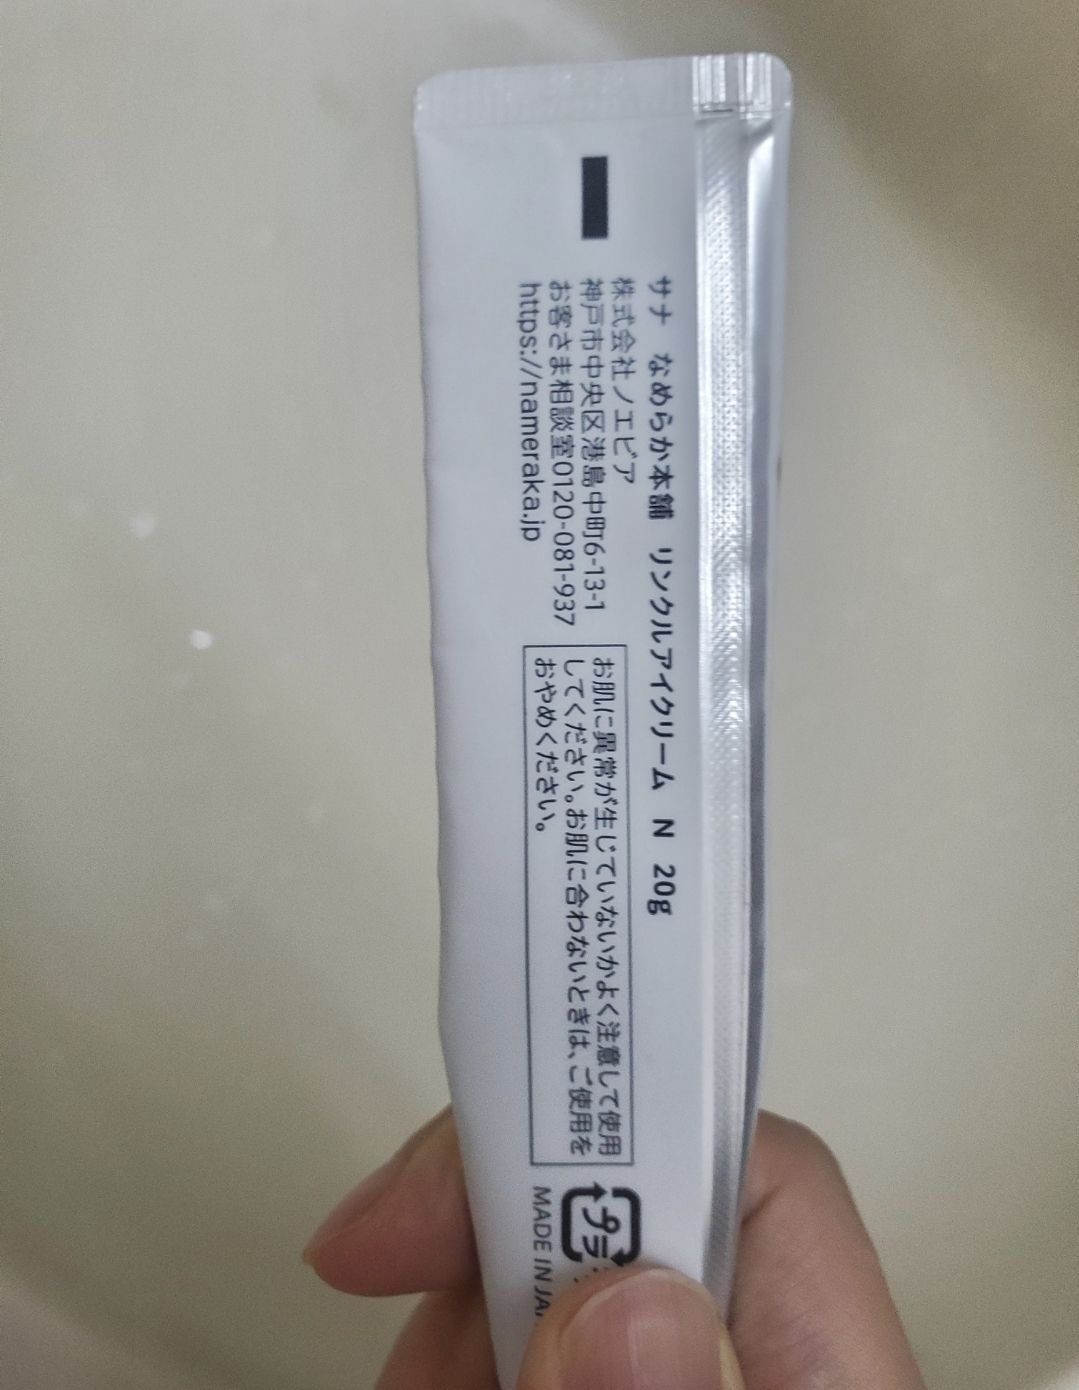 サナ なめらか本舗 リンクルアイクリーム N 20g
株式会社ノエビア
神戸市中央区港島中町6-13-1
お客さま相談室0120-081-937
https://nameraka.jp
お肌に異常が生じていないかよく注意して使用
してください。お肌に合わないときは、ご使用を
おやめください。
プラ
MADE IN JA